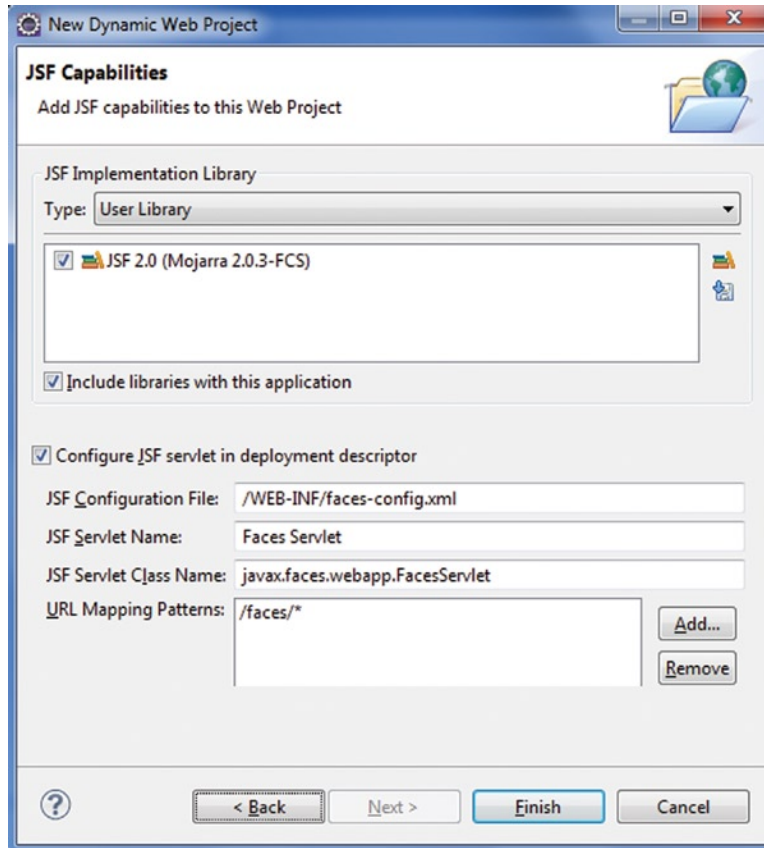 New Dynamic Web Project
JSF Capabilities
Add JSF capabilities to this Web Project
JSF Implementation Library
Type: User Library
JSF 2.0 (Mojarra 2.0.3-FCS)
Include libraries with this application
Configure JSF servlet in deployment descriptor
JSF Configuration File: /WEB-INF/faces-config.xml
JSF Servlet Name: Faces Servlet
JSF Servlet Class Name: javax.faces.webapp.FacesServlet
URL Mapping Patterns: /faces/*
Add...
Remove
? < Back Next > Finish Cancel